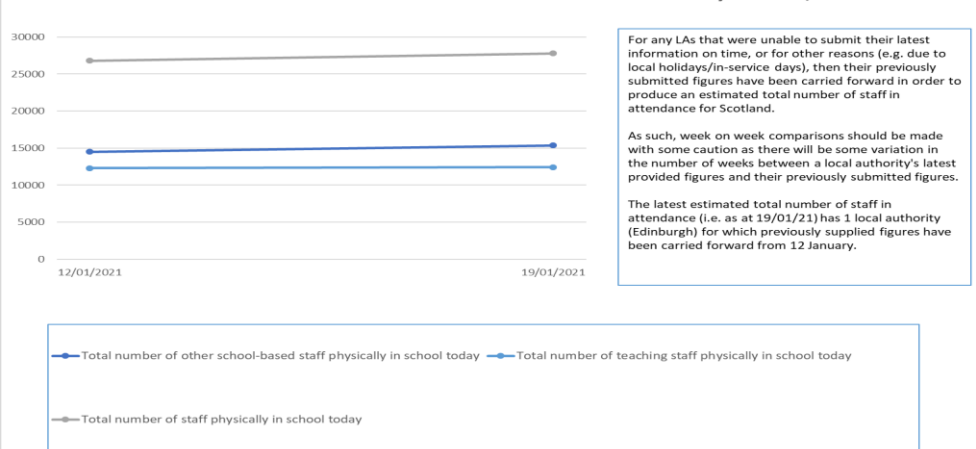 30000
25000
20000
15000
10000
5000
0
12/01/2021
19/01/2021
For any LAs that were unable to submit their latest
information on time, or for other reasons (e.g. due to
local holidays/in-service days), then their previously
submitted figures have been carried forward in order to
produce an estimated total number of staff in
attendance for Scotland.
As such, week on week comparisons should be made
with some caution as there will be some variation in
the number of weeks between a local authority's latest
provided figures and their previously submitted figures.
The latest estimated total number of staff in
attendance (i.e. as at 19/01/21) has 1 local authority
(Edinburgh) for which previously supplied figures have
been carried forward from 12 January.
Total number of other school-based staff physically in school today
Total number of teaching staff physically in school today
Total number of staff physically in school today